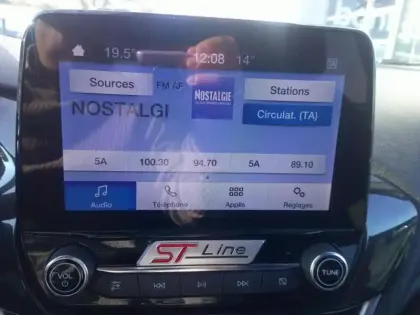 19.5° 12:08 14°
Sources FM AF NOSTALGIE Stations
NOSTALGI Circulat. (TA)
5A 100.30 94.70 5A 89.10
Audio Téléphone Applis Réglages
ST Line
VOL TUNE